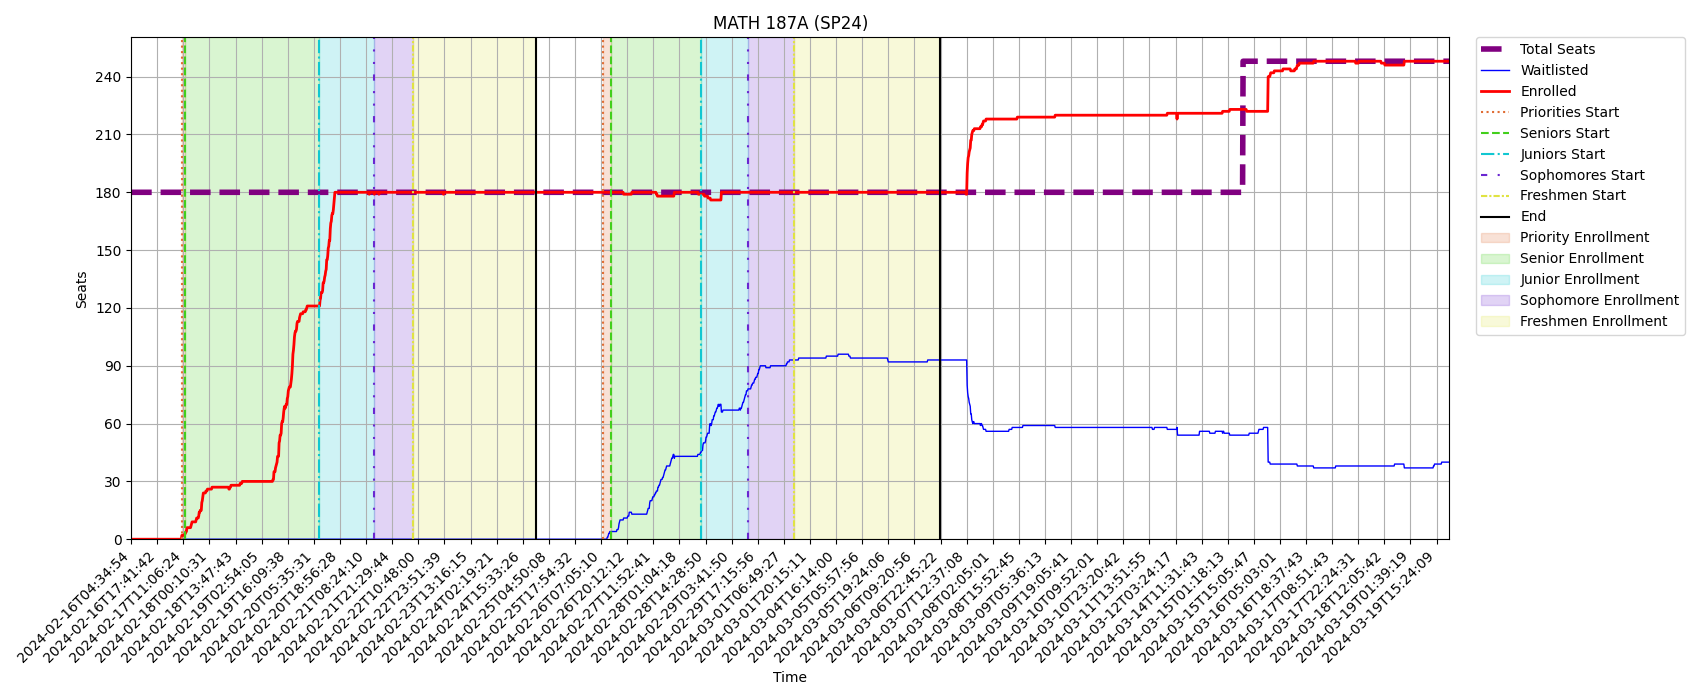 MATH 187A (SP24)
Seats
240
210
180
150
120
90
60
30
0
2024-02-16T04:34:54
2024-02-16T17:41:42
2024-02-17T11:06:24
2024-02-18T00:10:31
2024-02-18T13:47:43
2024-02-19T02:54:05
2024-02-19T16:09:38
2024-02-20T05:35:31
2024-02-20T18:56:28
2024-02-21T08:24:10
2024-02-21T21:29:44
2024-02-22T10:48:00
2024-02-22T23:51:39
2024-02-23T13:16:15
2024-02-24T02:19:21
2024-02-24T15:33:26
2024-02-25T04:50:08
2024-02-25T17:54:32
2024-02-26T07:05:10
2024-02-26T20:12:12
2024-02-27T11:52:41
2024-02-28T01:04:18
2024-02-28T14:28:50
2024-02-29T03:41:50
2024-02-29T17:15:56
2024-03-01T06:49:27
2024-03-01T20:15:11
2024-03-04T16:14:00
2024-03-05T05:57:56
2024-03-05T19:24:06
2024-03-06T09:20:56
2024-03-06T22:45:22
2024-03-07T12:37:08
2024-03-08T02:05:01
2024-03-08T15:52:45
2024-03-09T05:36:13
2024-03-09T19:05:41
2024-03-10T09:52:01
2024-03-10T23:20:42
2024-03-11T13:51:55
2024-03-12T03:24:17
2024-03-14T11:31:43
2024-03-15T01:18:13
2024-03-15T15:05:47
2024-03-16T05:03:01
2024-03-16T18:37:43
2024-03-17T08:51:43
2024-03-17T22:24:31
2024-03-18T12:05:42
2024-03-19T01:39:19
2024-03-19T15:24:09
Time
Total Seats
Waitlisted
Enrolled
Priorities Start
Seniors Start
Juniors Start
Sophomores Start
Freshmen Start
End
Priority Enrollment
Senior Enrollment
Junior Enrollment
Sophomore Enrollment
Freshmen Enrollment